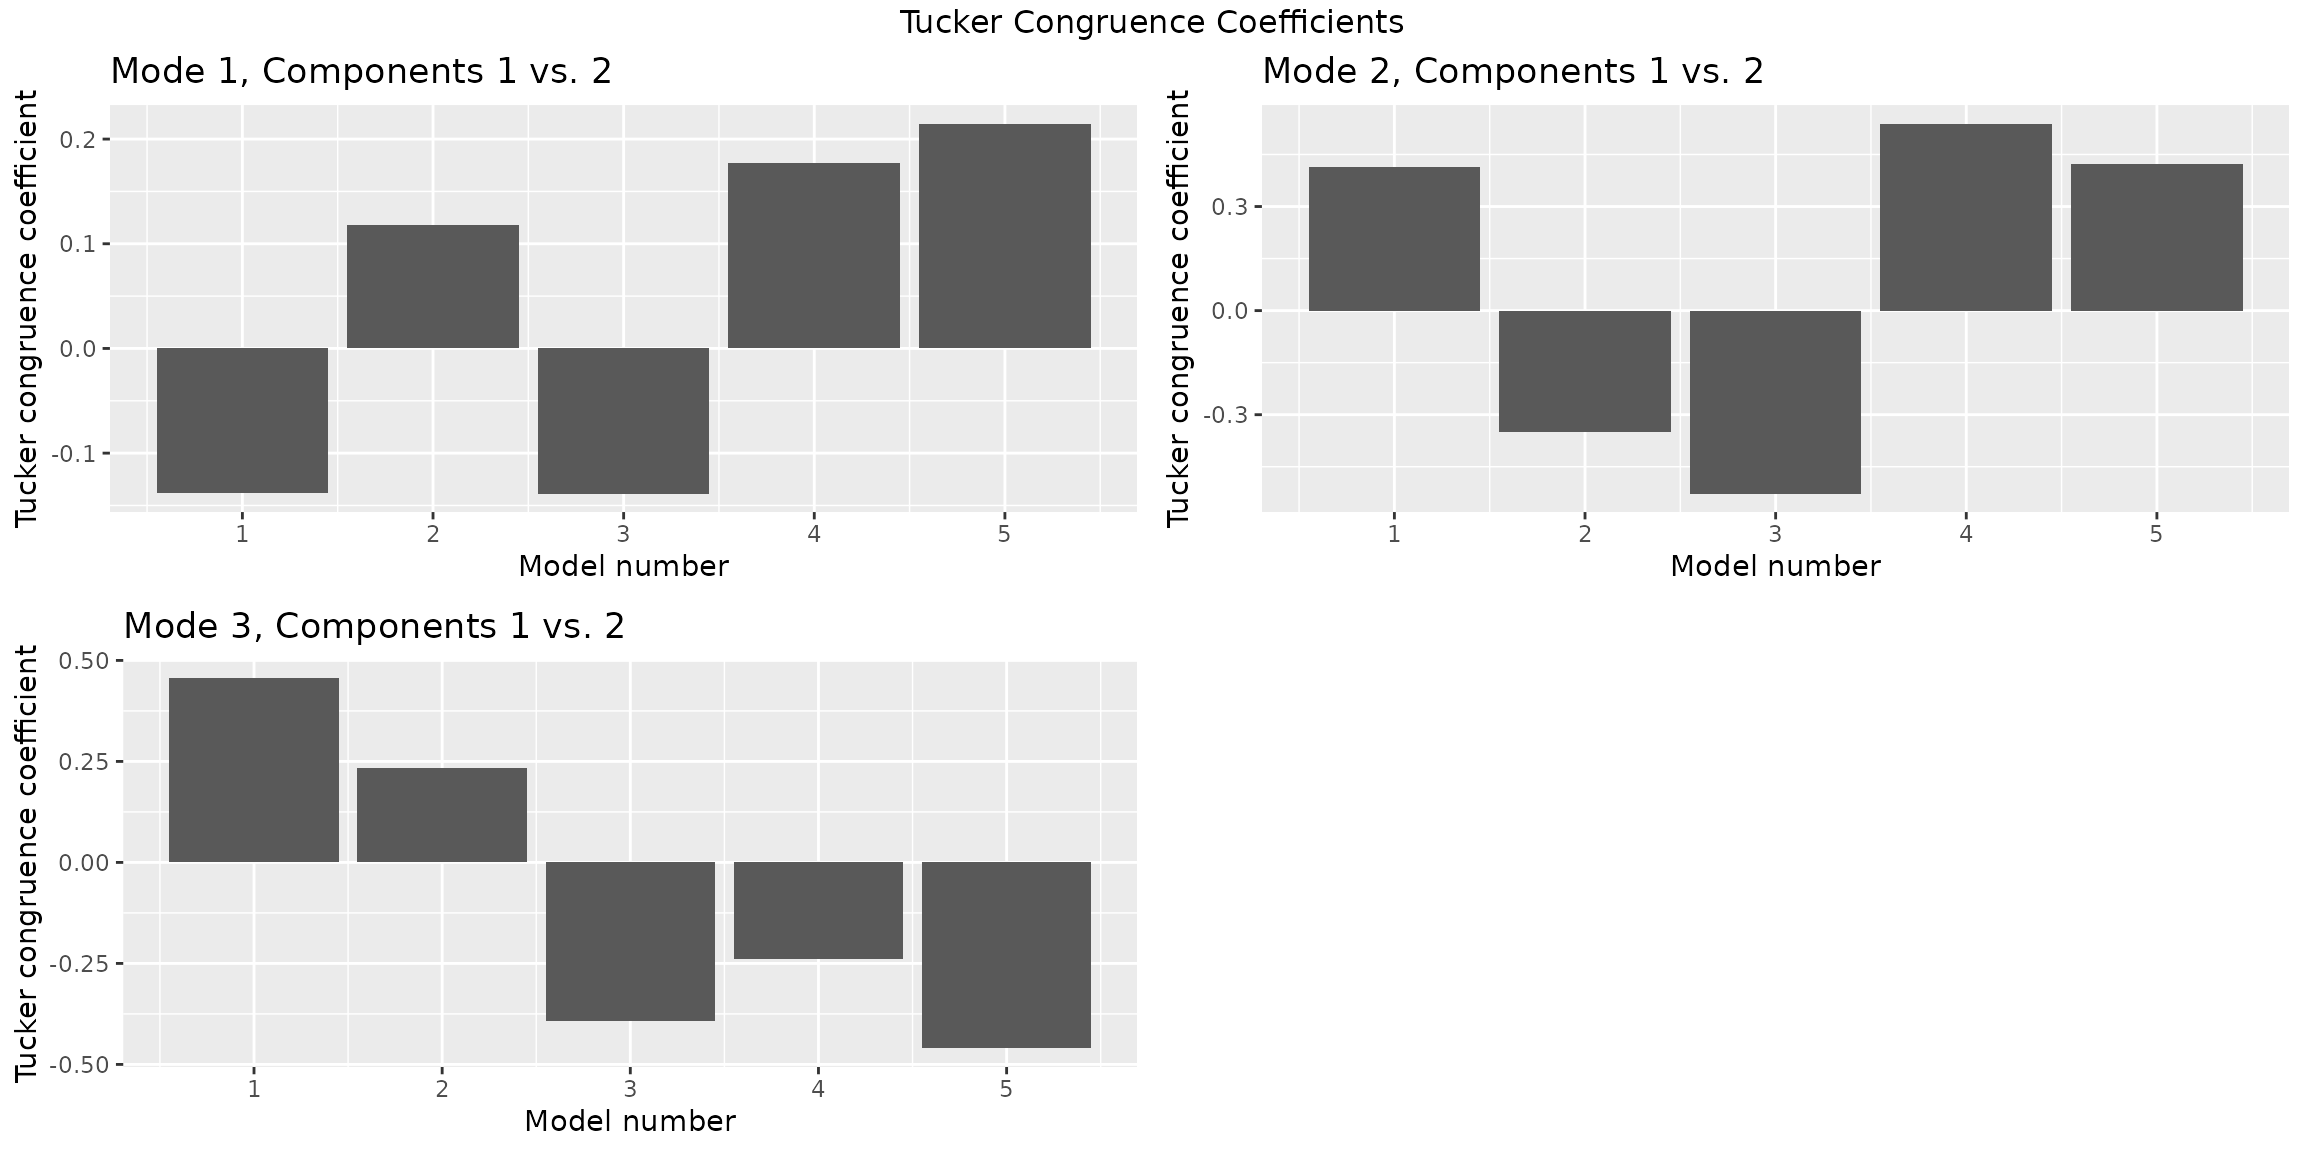 Tucker Congruence Coefficients
Mode 1, Components 1 vs. 2
Tucker congruence coefficient
0.2
0.1
0.0
-0.1
1 2 3 4 5
Model number
Mode 2, Components 1 vs. 2
Tucker congruence coefficient
0.3
0.0
-0.3
1 2 3 4 5
Model number
Mode 3, Components 1 vs. 2
Tucker congruence coefficient
0.50
0.25
0.00
-0.25
-0.50
1 2 3 4 5
Model number